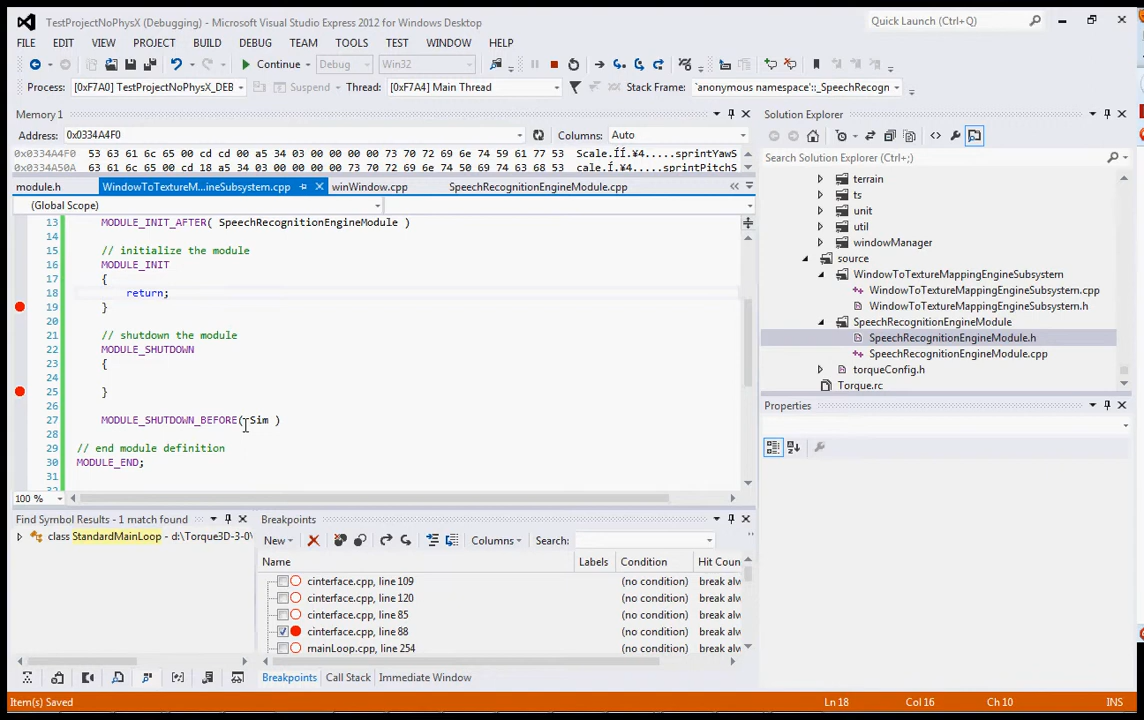 TestProjectNoPhysX (Debugging) - Microsoft Visual Studio Express 2012 for Windows Desktop
Quick Launch (Ctrl+Q)
FILE EDIT VIEW PROJECT BUILD DEBUG TEAM TOOLS TEST WINDOW HELP
Continue Debug Win32
Process: [0xF7A0] TestProjectNoPhysX_DEB Suspend Thread: [0xF7A4] Main Thread Stack Frame: `anonymous namespace'::_SpeechRecogn
Memory 1
Address: 0x0334A4F0 Columns: Auto
0x0334A4F0 53 63 61 6c 65 00 cd cd 00 a5 34 03 00 00 00 00 73 70 72 69 6e 74 59 61 77 53 Scale.ÍÍ.¥4.....sprintYawS
0x0334A50A 63 61 6c 65 00 cd 18 a5 34 03 00 00 00 00 73 70 72 69 6e 74 50 69 74 63 68 53 cale.Í.¥4.....sprintPitchS
module.h WindowToTextureM...ineSubsystem.cpp winWindow.cpp SpeechRecognitionEngineModule.cpp
(Global Scope)
13 MODULE_INIT_AFTER( SpeechRecognitionEngineModule )
14
15 // initialize the module
16 MODULE_INIT
17 {
18 return;
19 }
20
21 // shutdown the module
22 MODULE_SHUTDOWN
23 {
24
25 }
26
27 MODULE_SHUTDOWN_BEFORE( Sim )
28
29 // end module definition
30 MODULE_END;
31
100 %
Solution Explorer
Search Solution Explorer (Ctrl+;)
terrain
ts
unit
util
windowManager
source
WindowToTextureMappingEngineSubsystem
WindowToTextureMappingEngineSubsystem.cpp
WindowToTextureMappingEngineSubsystem.h
SpeechRecognitionEngineModule
SpeechRecognitionEngineModule.h
SpeechRecognitionEngineModule.cpp
torqueConfig.h
Torque.rc
Properties
Find Symbol Results - 1 match found
class StandardMainLoop - d:\Torque3D-3-0\
Breakpoints
New Columns Search:
Name Labels Condition Hit Coun
cinterface.cpp, line 109 (no condition) break alw
cinterface.cpp, line 120 (no condition) break alw
cinterface.cpp, line 85 (no condition) break alw
cinterface.cpp, line 88 (no condition) break alw
mainLoop.cpp, line 254 (no condition) break alw
Breakpoints Call Stack Immediate Window
Item(s) Saved Ln 18 Col 16 Ch 10 INS